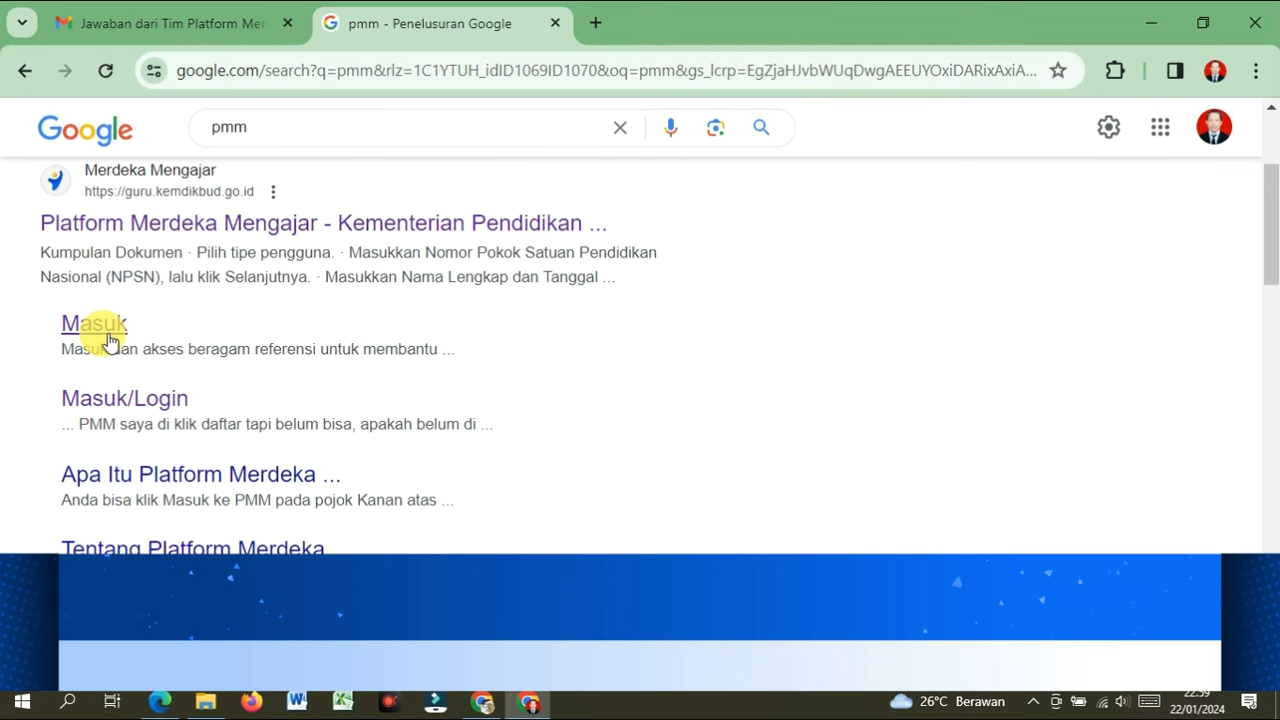 Jawaban dari Tim Platform Mer
pmm - Penelusuran Google
google.com/search?q=pmm&rlz=1C1YTUH_idID1069ID1070&oq=pmm&gs_lcrp=EgZjaHJvbWUqDwgAEEUYOxiDARixAxiA...
Google
pmm
Merdeka Mengajar
https://guru.kemdikbud.go.id
Platform Merdeka Mengajar - Kementerian Pendidikan ...
Kumpulan Dokumen · Pilih tipe pengguna. · Masukkan Nomor Pokok Satuan Pendidikan
Nasional (NPSN), lalu klik Selanjutnya. · Masukkan Nama Lengkap dan Tanggal ...
Masuk
Masuk dan akses beragam referensi untuk membantu ...
Masuk/Login
... PMM saya di klik daftar tapi belum bisa, apakah belum di ...
Apa Itu Platform Merdeka ...
Anda bisa klik Masuk ke PMM pada pojok Kanan atas ...
Tentang Platform Merdeka
26°C Berawan
22.59
22/01/2024